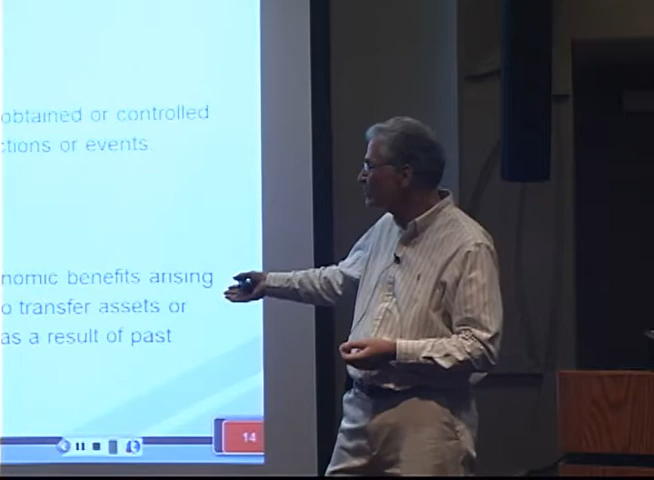 obtained or controlled
ctions or events.
nomic benefits arising
o transfer assets or
as a result of past
14